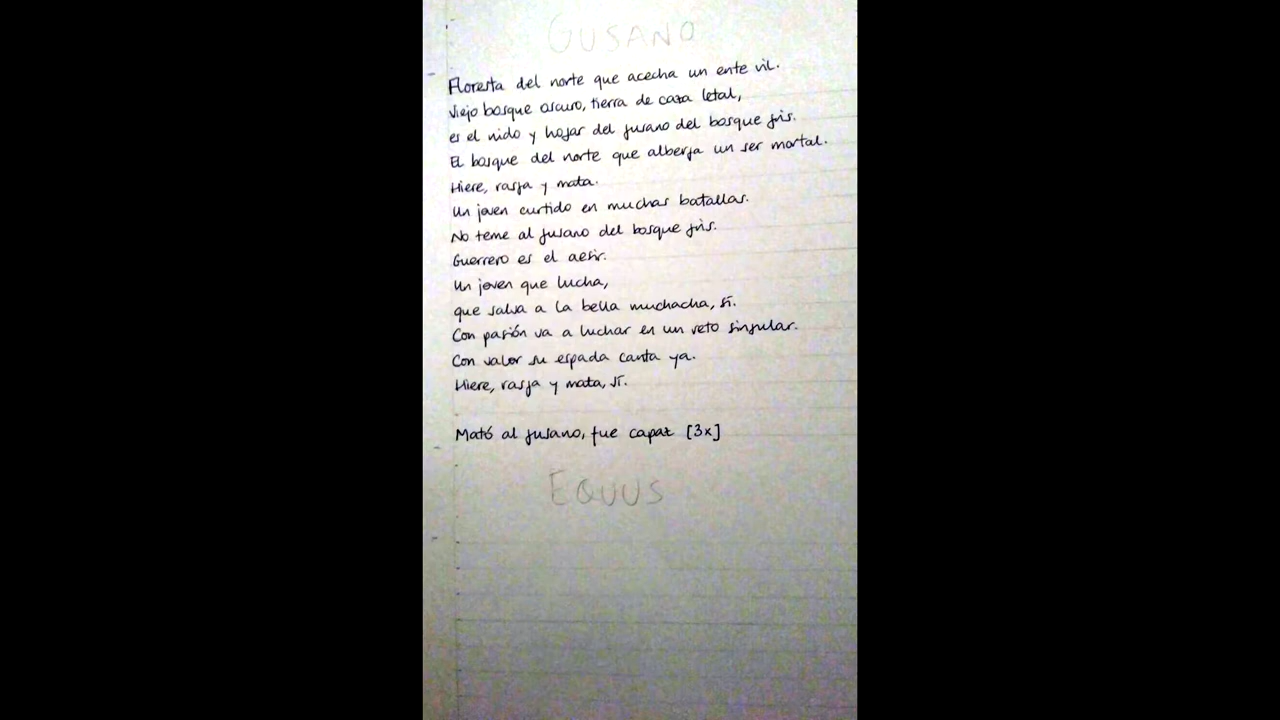 GUSANO
Floresta del norte que acecha un ente vil.
Viejo bosque oscuro, tierra de caza letal,
es el nido y hogar del gusano del bosque gris.
El bosque del norte que alberga un ser mortal.
Hiere, rasga y mata.
Un joven curtido en muchas batallas.
No teme al gusano del bosque gris.
Guerrero es el aesir.
Un joven que lucha,
que salva a la bella muchacha, sí.
Con pasión va a luchar en un reto singular.
Con valor su espada canta ya.
Hiere, rasga y mata, sí.
Mató al gusano, fue capaz [3x]
EQUUS